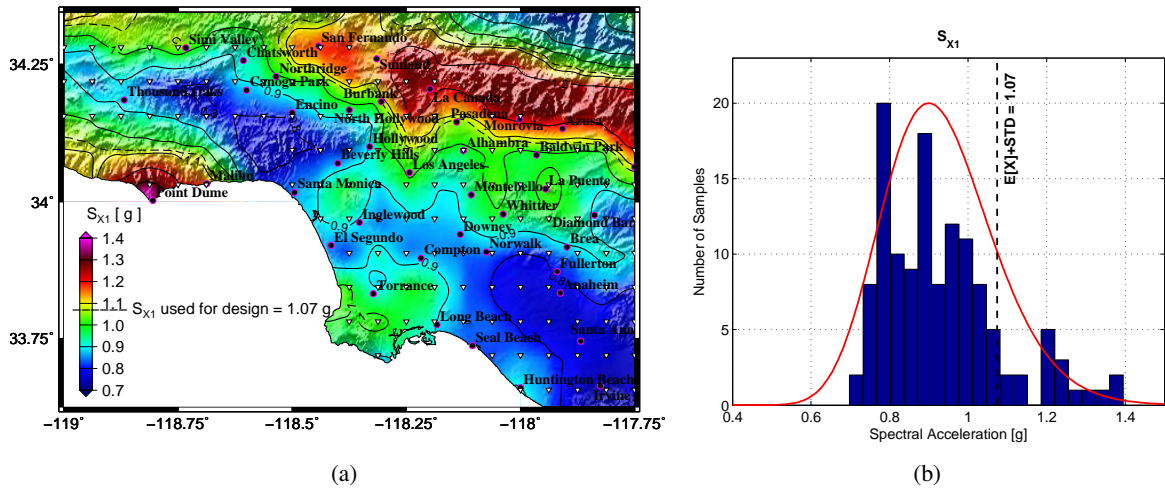 34.25°
34°
33.75°
-119°
-118.75°
-118.5°
-118.25°
-118°
-117.75°
Simi Valley
San Fernando
Chatsworth
Sunland
Northridge
Canoga Park
Thousand Oaks
0.9
Burbank
La Canada
Encino
North Hollywood
Pasadena
Monrovia
Azusa
Hollywood
Alhambra
Baldwin Park
Beverly Hills
Los Angeles
Malibu
Santa Monica
Montebello
La Puente
Point Dume
Whittier
Inglewood
Downey
Diamond Bar
0.9
0.9
El Segundo
Compton
Norwalk
Brea
0.9
Fullerton
Torrance
Anaheim
Long Beach
Santa Ana
Seal Beach
Huntington Beach
Irvine
S_X1 [ g ]
1.4
1.3
1.2
1.1
S_X1 used for design = 1.07 g
1.0
0.9
0.8
0.7
(a)
S_X1
Number of Samples
20
15
10
5
0
0.4
0.6
0.8
1
1.2
1.4
E[X]+STD = 1.07
Spectral Acceleration [g]
(b)